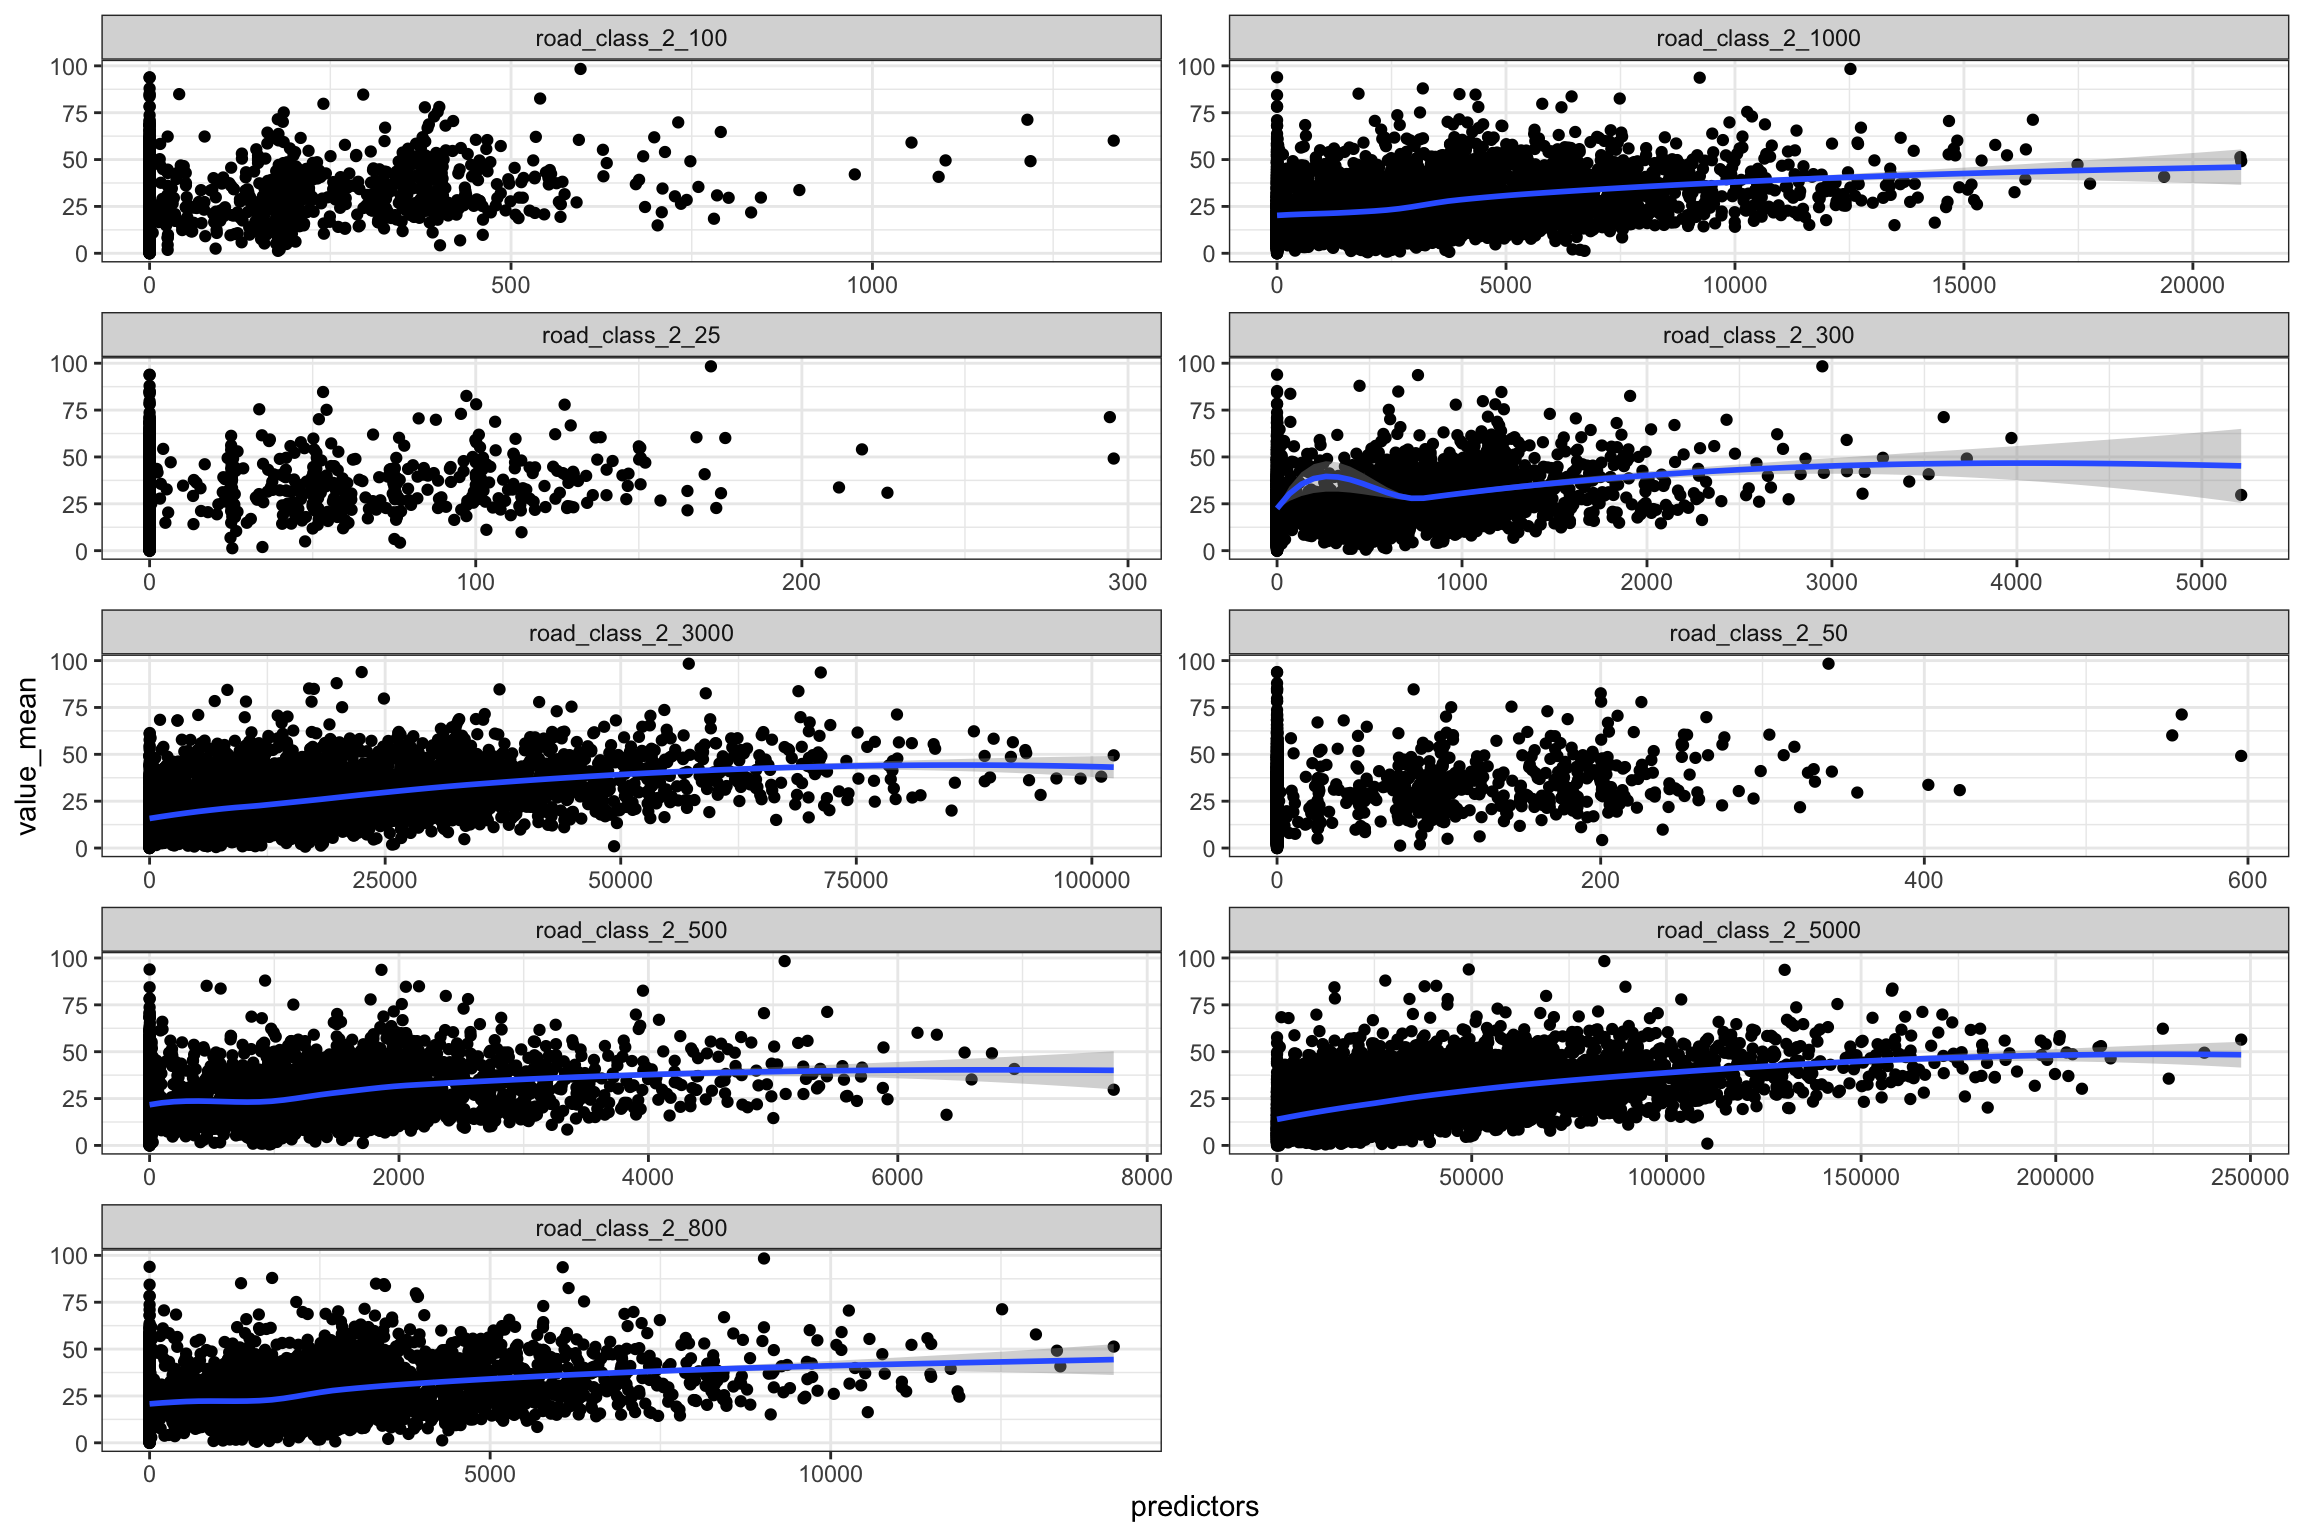 road_class_2_100
100
75
50
25
0
0 500 1000
road_class_2_1000
100
75
50
25
0
0 5000 10000 15000 20000
road_class_2_25
100
75
50
25
0
0 100 200 300
road_class_2_300
100
75
50
25
0
0 1000 2000 3000 4000 5000
road_class_2_3000
100
75
50
25
0
0 25000 50000 75000 100000
road_class_2_50
100
75
50
25
0
0 200 400 600
road_class_2_500
100
75
50
25
0
0 2000 4000 6000 8000
road_class_2_5000
100
75
50
25
0
0 50000 100000 150000 200000 250000
road_class_2_800
100
75
50
25
0
0 5000 10000
value_mean
predictors